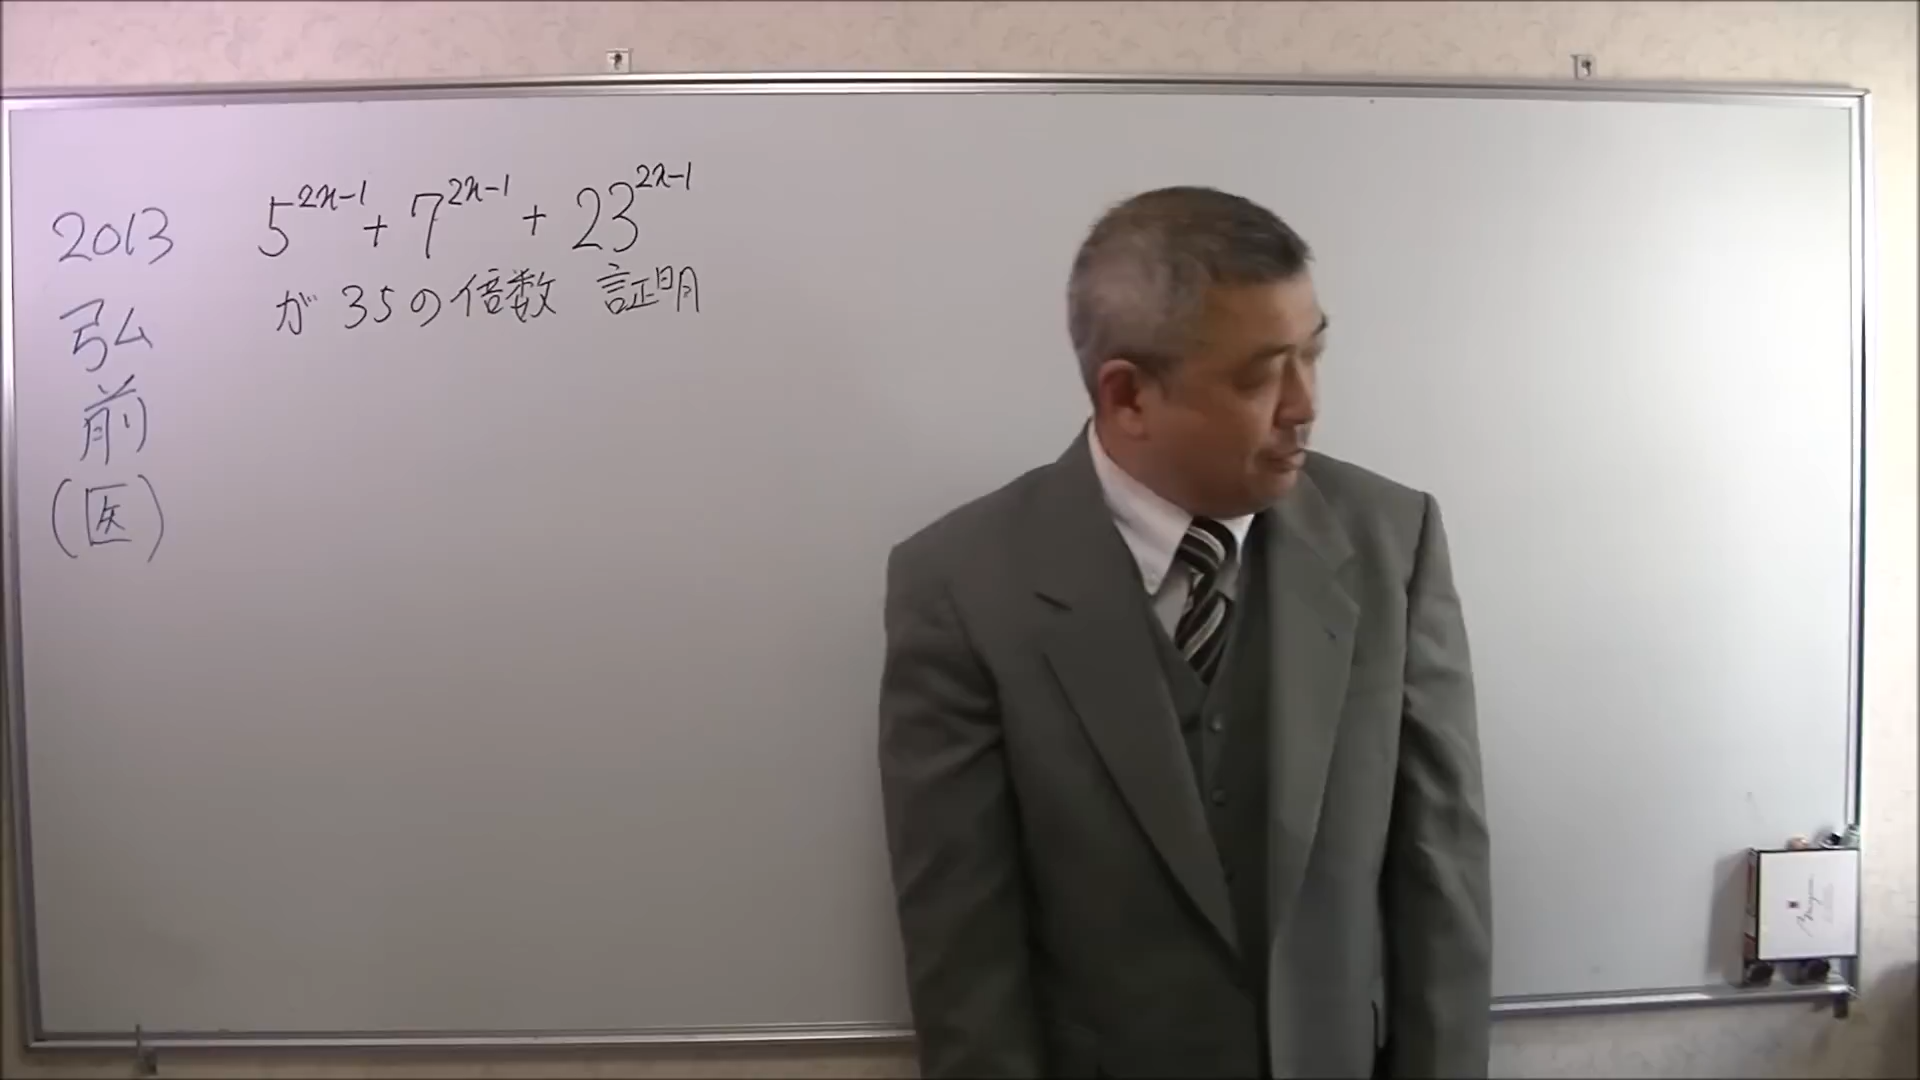 2013
弘
前
(医)
5^{2n-1} + 7^{2n-1} + 23^{2n-1}
が 35の倍数 証明